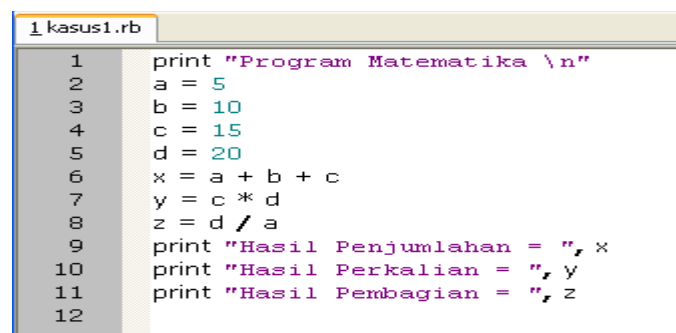 1 kasus1.rb
1 print "Program Matematika \n"
2 a = 5
3 b = 10
4 c = 15
5 d = 20
6 x = a + b + c
7 y = c * d
8 z = d / a
9 print "Hasil Penjumlahan = ", x
10 print "Hasil Perkalian = ", y
11 print "Hasil Pembagian = ", z
12